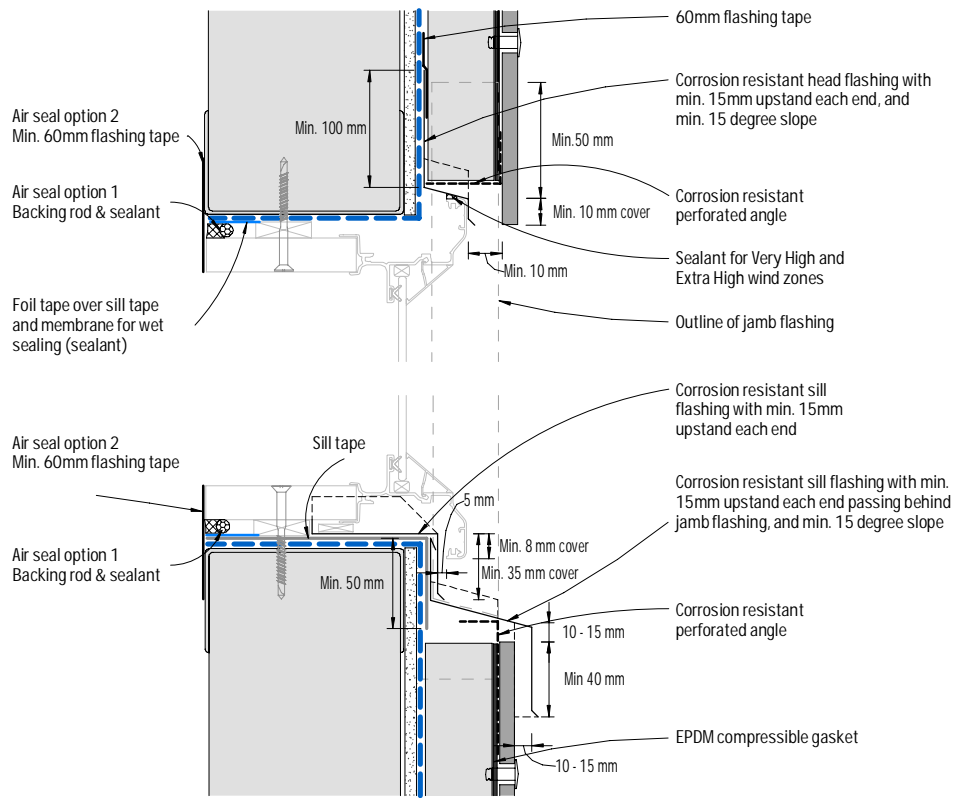 60mm flashing tape
Corrosion resistant head flashing with
min. 15mm upstand each end, and
min. 15 degree slope
Air seal option 2
Min. 60mm flashing tape
Min. 100 mm
Min.50 mm
Air seal option 1
Backing rod & sealant
Corrosion resistant
perforated angle
Min. 10 mm cover
Sealant for Very High and
Extra High wind zones
Min. 10 mm
Foil tape over sill tape
and membrane for wet
sealing (sealant)
Outline of jamb flashing
Corrosion resistant sill
flashing with min. 15mm
upstand each end
Air seal option 2
Min. 60mm flashing tape
Sill tape
Corrosion resistant sill flashing with min.
15mm upstand each end passing behind
jamb flashing, and min. 15 degree slope
5 mm
Min. 8 mm cover
Air seal option 1
Backing rod & sealant
Min. 50 mm
Min. 35 mm cover
Corrosion resistant
perforated angle
10 - 15 mm
Min 40 mm
EPDM compressible gasket
10 - 15 mm